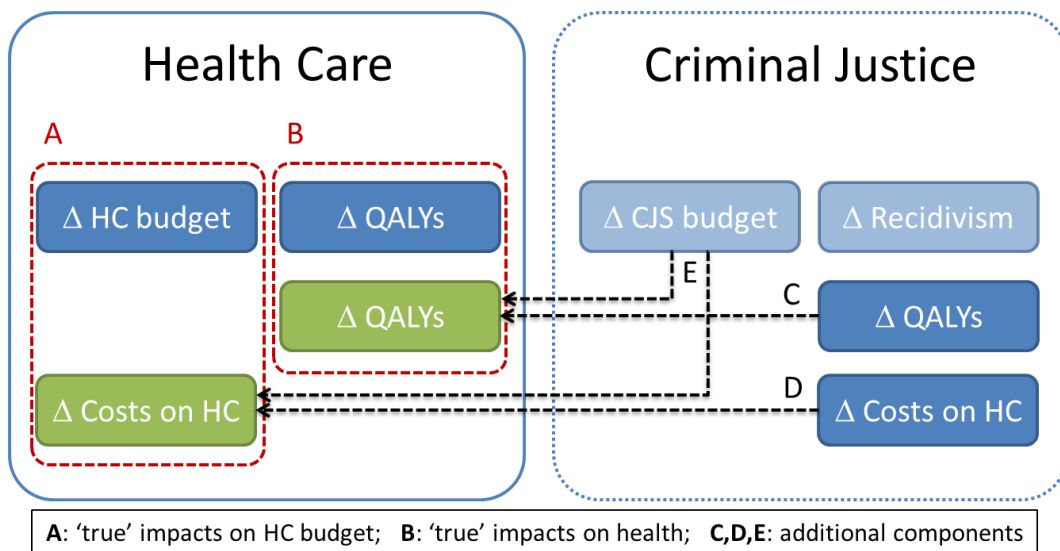 Health Care
Criminal Justice
A
B
Δ HC budget
Δ QALYs
Δ CJS budget
Δ Recidivism
E
C
Δ QALYs
Δ QALYs
D
Δ Costs on HC
Δ Costs on HC
A: ‘true’ impacts on HC budget; B: ‘true’ impacts on health; C,D,E: additional components